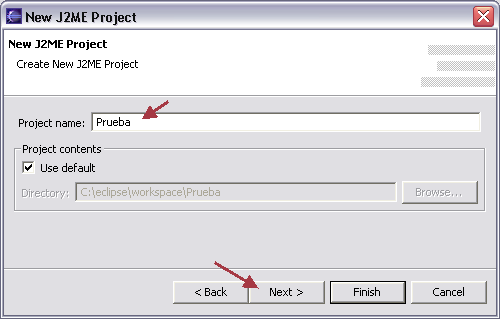 New J2ME Project
New J2ME Project
Create New J2ME Project
Project name: Prueba
Project contents
Use default
Directory: C:\eclipse\workspace\Prueba Browse...
< Back Next > Finish Cancel